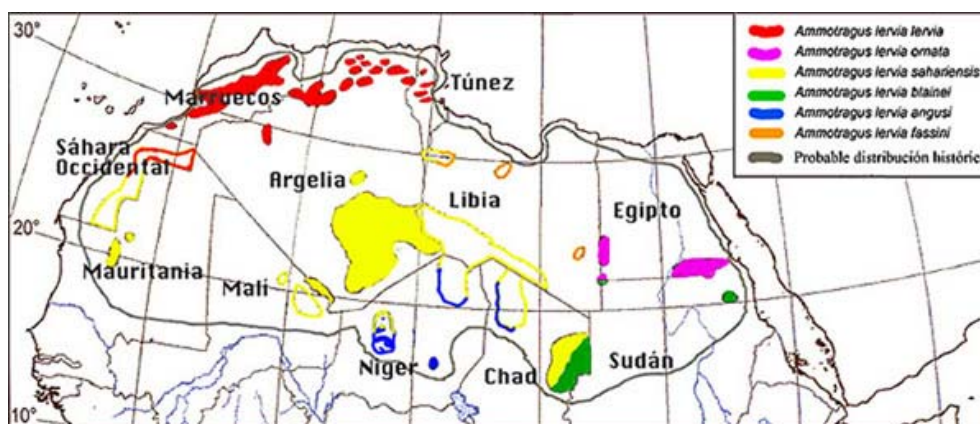 30°
20°
10°
Marruecos
Túnez
Sáhara
Occidental
Argelia
Libia
Egipto
Mauritania
Mali
Níger
Chad
Sudán
Ammotragus lervia lervia
Ammotragus lervia ornata
Ammotragus lervia sahariensis
Ammotragus lervia blainei
Ammotragus lervia angusi
Ammotragus lervia fassini
Probable distribución históric